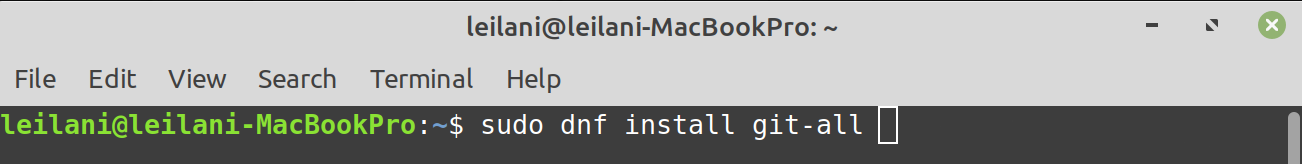 leilani@leilani-MacBookPro: ~
File Edit View Search Terminal Help
leilani@leilani-MacBookPro:~$ sudo dnf install git-all